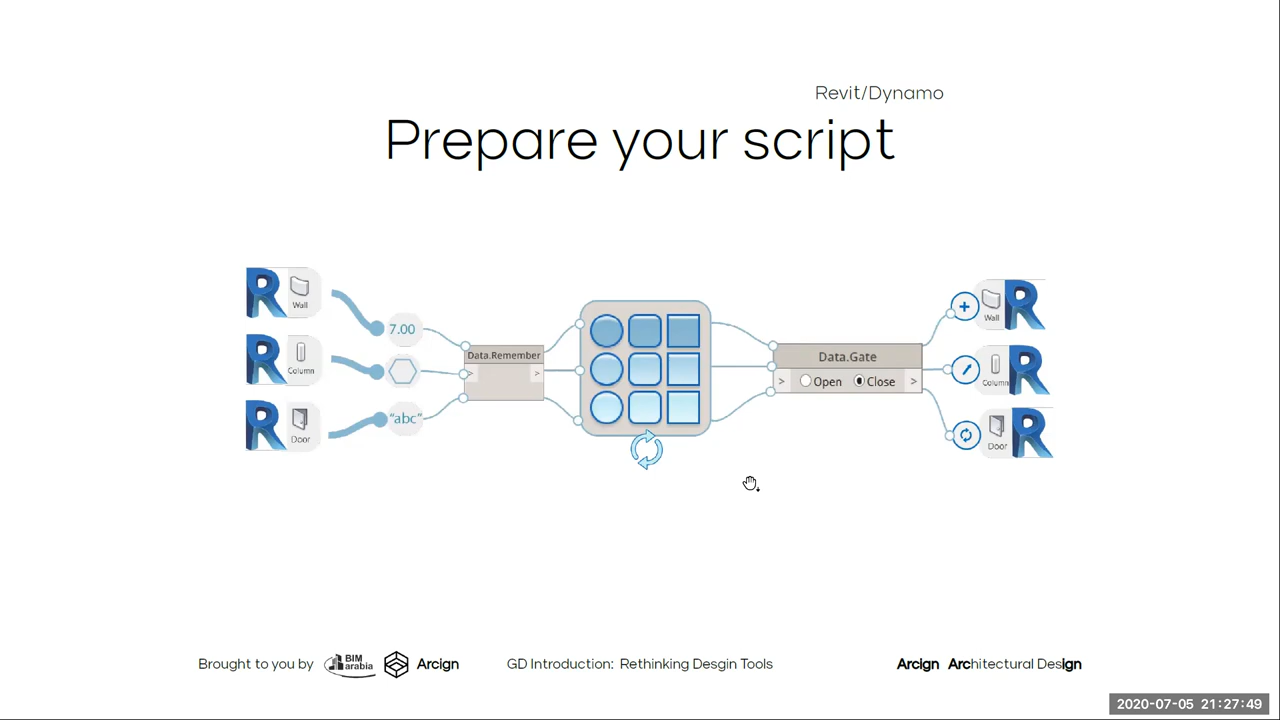 Revit/Dynamo
Prepare your script
Wall
7.00
Column
Door
"abc"
Data.Remember
> >
Data.Gate
> Open Close >
Wall
Column
Door
Brought to you by BIM arabia Arcign
GD Introduction: Rethinking Desgin Tools
Arcign Architectural Design
2020-07-05 21:27:49